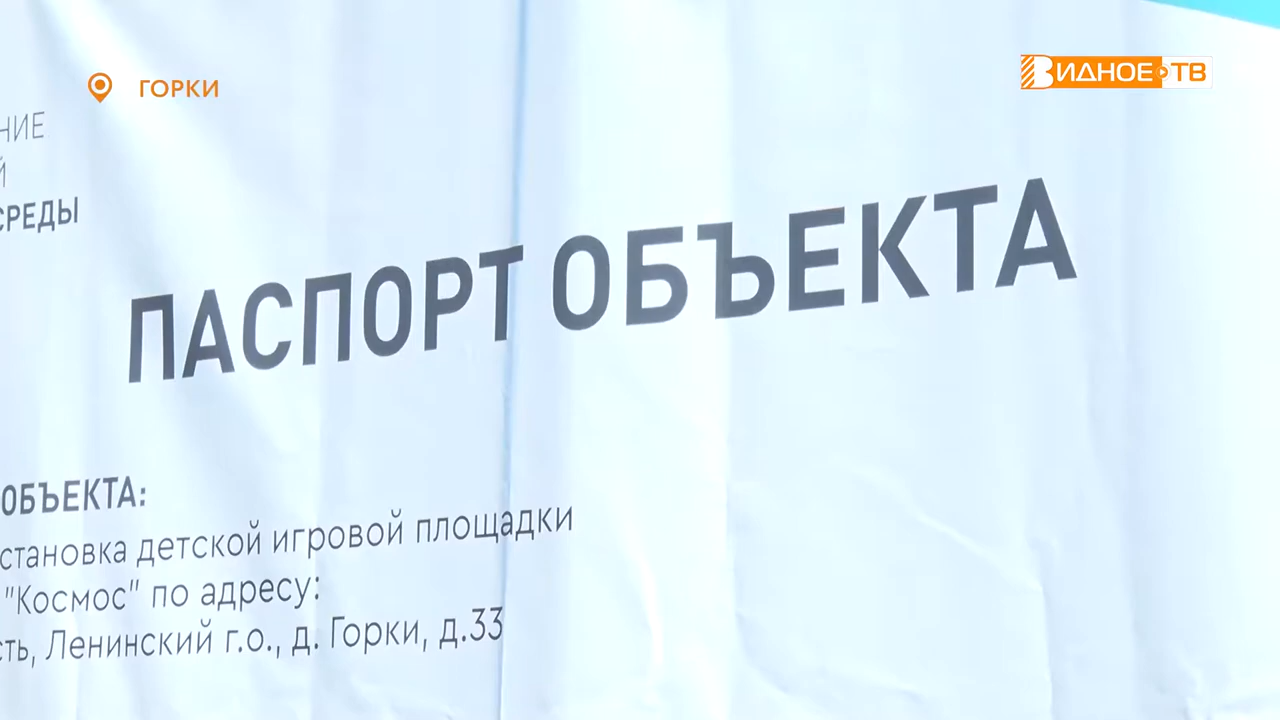 ГОРКИ
ВИДНОЕ ТВ
НИЕ
Й
СРЕДЫ
ПАСПОРТ ОБЪЕКТА
ОБЪЕКТА:
становка детской игровой площадки
"Космос" по адресу:
сть, Ленинский г.о., д. Горки, д.33